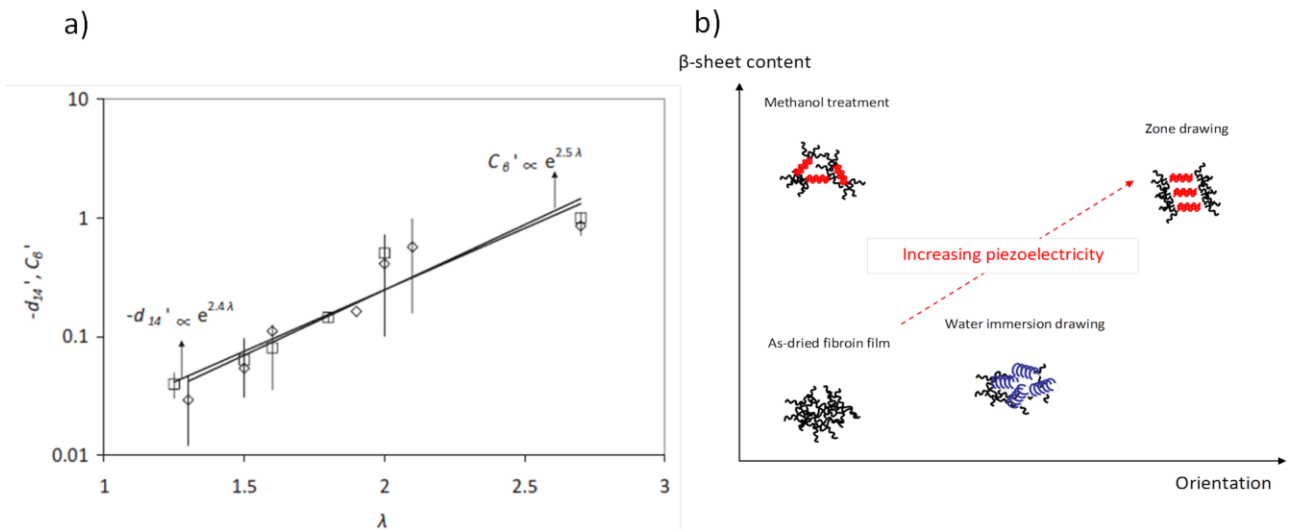 a)
10
1
0.1
0.01
-d₁₄', C₆'
C₆' ∝ e^2.5λ
-d₁₄' ∝ e^2.4λ
1
1.5
2
2.5
3
λ
b)
β-sheet content
Methanol treatment
Zone drawing
Increasing piezoelectricity
Water immersion drawing
As-dried fibroin film
Orientation